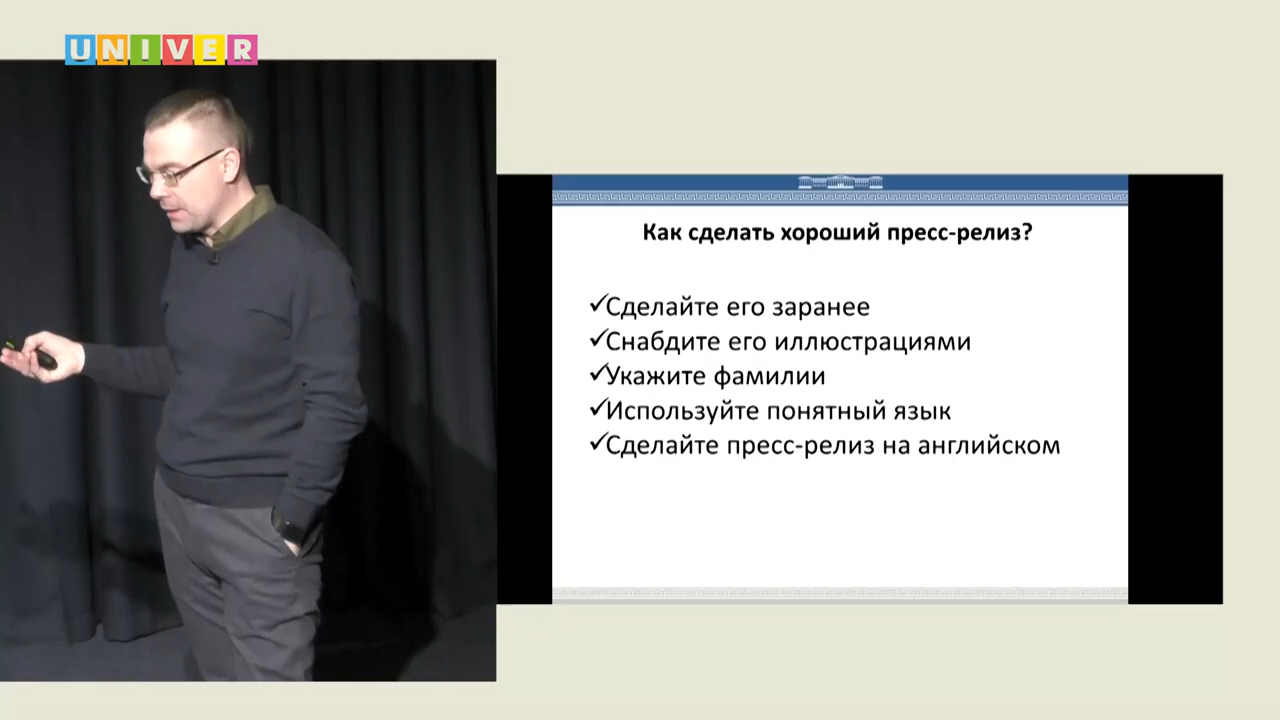 UNIVER
Как сделать хороший пресс-релиз?
✓Сделайте его заранее
✓Снабдите его иллюстрациями
✓Укажите фамилии
✓Используйте понятный язык
✓Сделайте пресс-релиз на английском